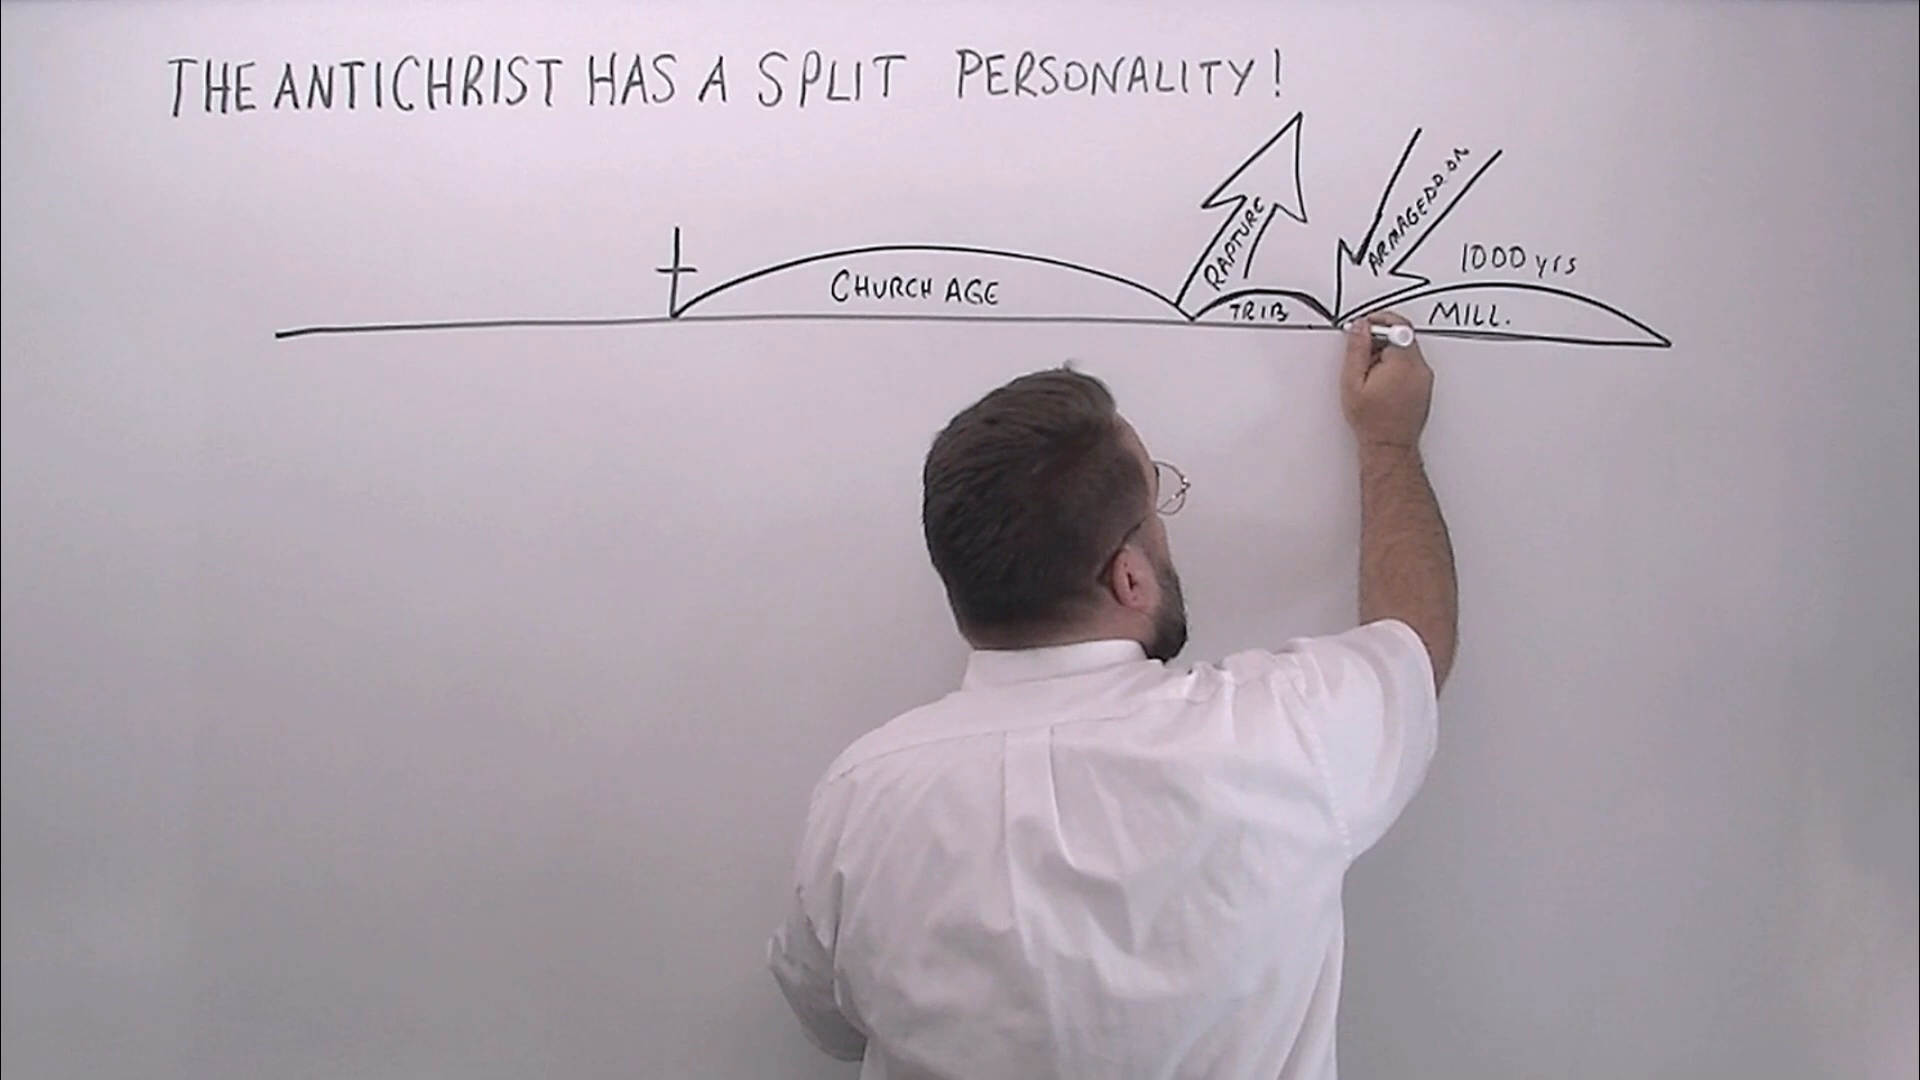 THE ANTICHRIST HAS A SPLIT PERSONALITY!
CHURCH AGE
RAPTURE
TRIB
ARMAGEDDON
1000 yrs
MILL.